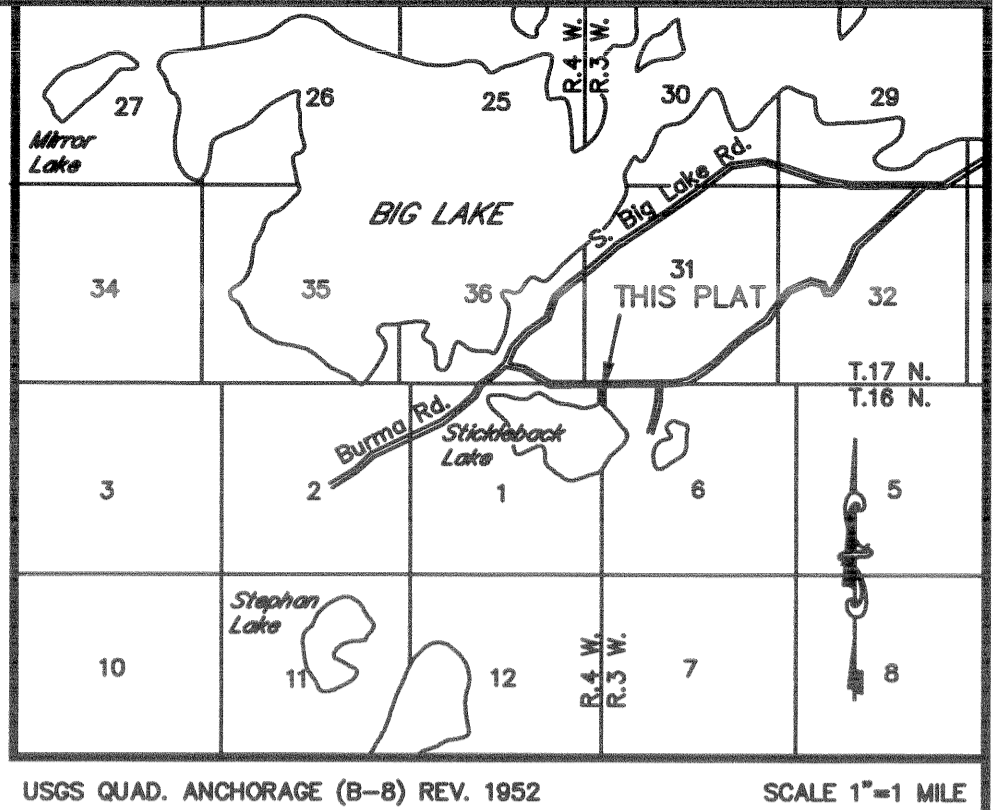 R.4 W. R.3 W.
27 26 25 30 29
Mirror
Lake
BIG LAKE
S. Big Lake Rd.
34 35 36 31 32
THIS PLAT
T.17 N.
T.16 N.
Burma Rd.
Stickleback
Lake
3 2 1 6 5
Stephan
Lake
R.4 W. R.3 W.
10 11 12 7 8
USGS QUAD. ANCHORAGE (B-8) REV. 1952 SCALE 1"=1 MILE